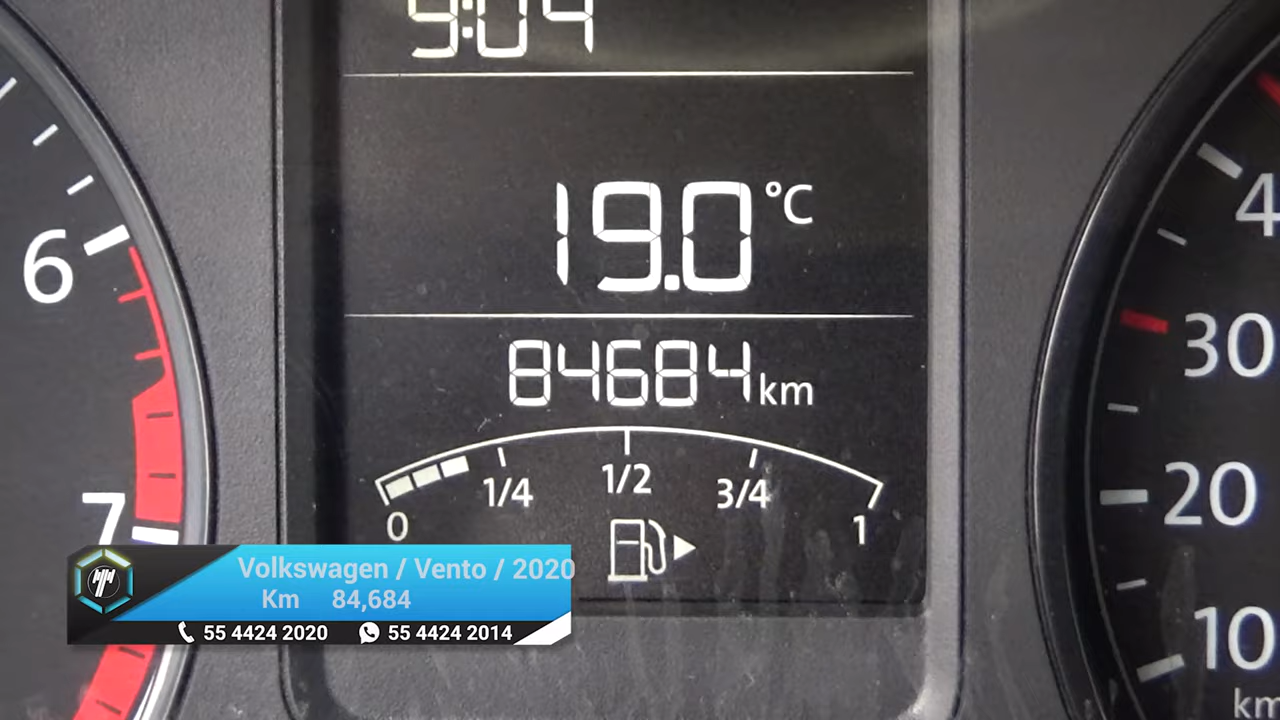 9:04
19.0 °C
84684 km
0 1/4 1/2 3/4 1
6
7
4
30
20
10
km
Volkswagen / Vento / 2020
Km 84,684
55 4424 2020 55 4424 2014